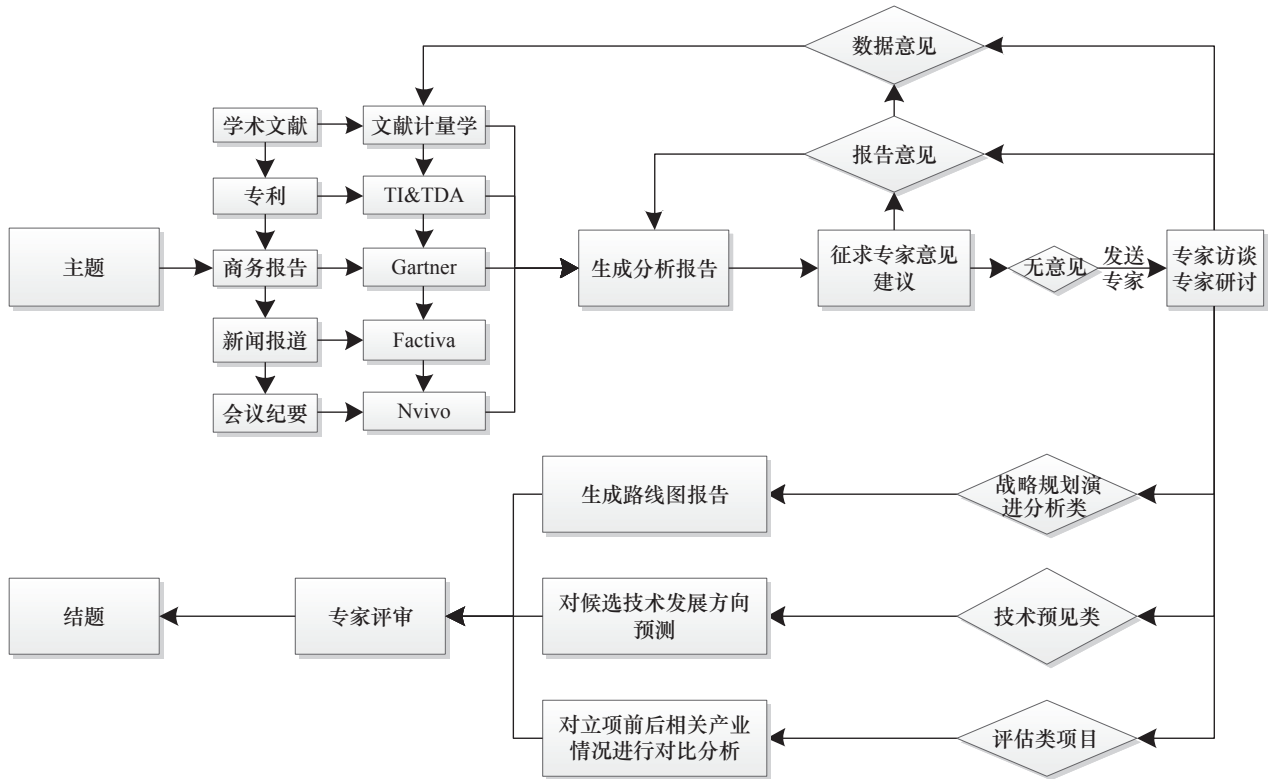 数据意见
学术文献
文献计量学
报告意见
专利
TI&TDA
主题
商务报告
Gartner
生成分析报告
征求专家意见
建议
无意见
发送
专家
专家访谈
专家研讨
新闻报道
Factiva
会议纪要
Nvivo
生成路线图报告
战略规划演
进分析类
结题
专家评审
对候选技术发展方向
预测
技术预见类
对立项前后相关产业
情况进行对比分析
评估类项目